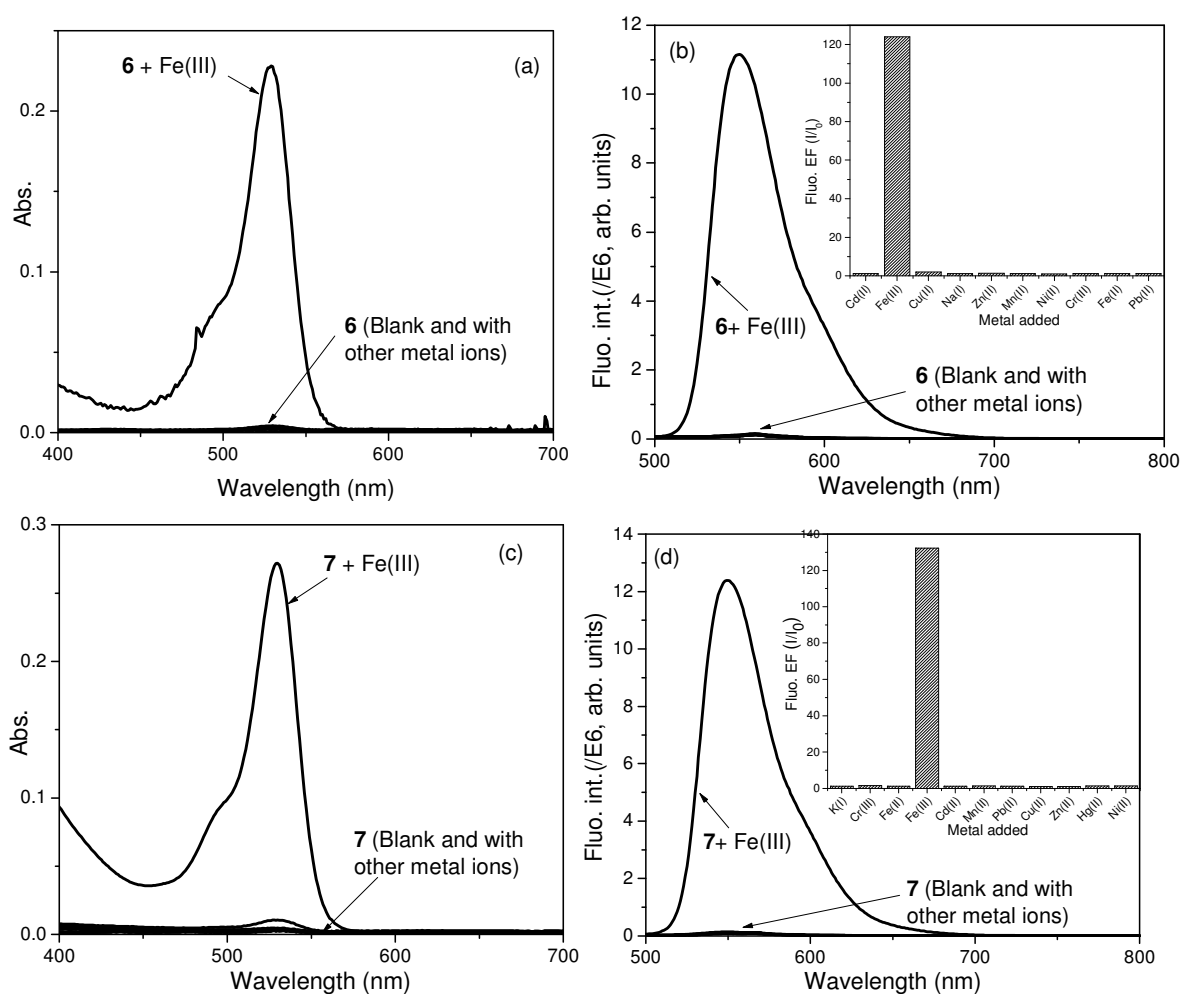 (a)
6 + Fe(III)
6 (Blank and with
other metal ions)
0.2
0.1
0.0
Abs.
400
500
600
700
Wavelength (nm)
(b)
6+ Fe(III)
6 (Blank and with
other metal ions)
12
10
8
6
4
2
0
Fluo. int.(/E6, arb. units)
500
600
700
800
Wavelength (nm)
120
100
80
60
40
20
0
Fluo. EF (I/I0)
Cd(II)
Fe(III)
Cu(II)
Na(I)
Zn(II)
Mn(II)
Ni(II)
Cr(III)
Fe(II)
Pb(II)
Metal added
(c)
7 + Fe(III)
7 (Blank and with
other metal ions)
0.3
0.2
0.1
0.0
Abs.
400
500
600
700
Wavelength (nm)
(d)
7+ Fe(III)
7 (Blank and with
other metal ions)
14
12
10
8
6
4
2
0
Fluo. int.(/E6, arb. units)
500
600
700
800
Wavelength (nm)
140
120
100
80
60
40
20
0
Fluo. EF (I/I0)
K(I)
Cr(III)
Fe(II)
Fe(III)
Cd(II)
Mn(II)
Pb(II)
Cu(II)
Zn(II)
Hg(II)
Ni(II)
Metal added